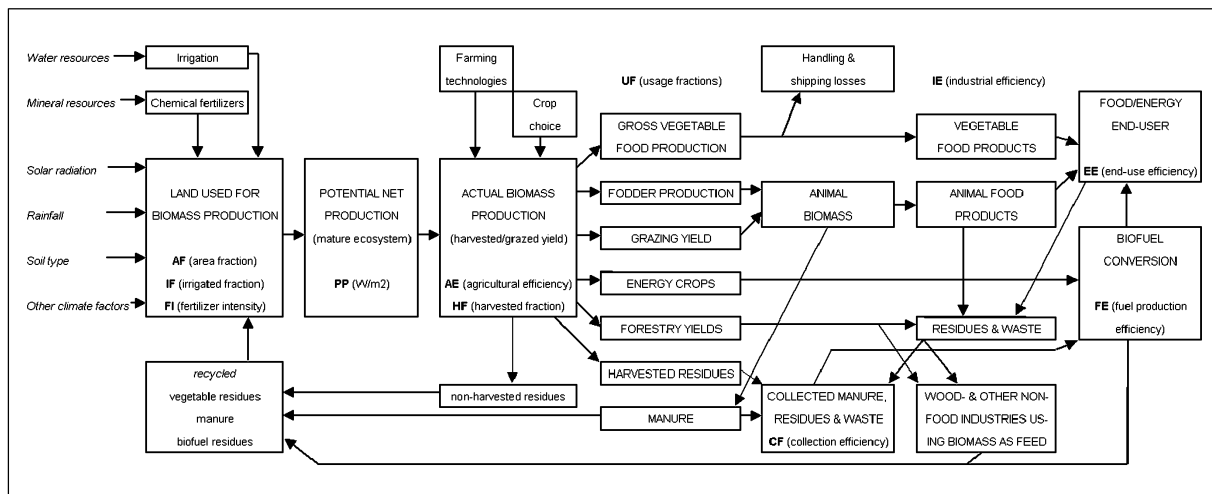 Water resources
Irrigation
Mineral resources
Chemical fertilizers
Solar radiation
Rainfall
Soil type
Other climate factors
LAND USED FOR
BIOMASS PRODUCTION
AF (area fraction)
IF (irrigated fraction)
FI (fertilizer intensity)
recycled
vegetable residues
manure
biofuel residues
POTENTIAL NET
PRODUCTION
(mature ecosystem)
PP (W/m2)
Farming
technologies
Crop
choice
ACTUAL BIOMASS
PRODUCTION
(harvested/grazed yield)
AE (agricultural efficiency)
HF (harvested fraction)
non-harvested residues
UF (usage fractions)
GROSS VEGETABLE
FOOD PRODUCTION
FODDER PRODUCTION
GRAZING YIELD
ENERGY CROPS
FORESTRY YIELDS
HARVESTED RESIDUES
MANURE
Handling &
shipping losses
ANIMAL
BIOMASS
COLLECTED MANURE,
RESIDUES & WASTE
CF (collection efficiency)
IE (industrial efficiency)
VEGETABLE
FOOD PRODUCTS
ANIMAL FOOD
PRODUCTS
RESIDUES & WASTE
WOOD- & OTHER NON-
FOOD INDUSTRIES US-
ING BIOMASS AS FEED
FOOD/ENERGY
END-USER
EE (end-use efficiency)
BIOFUEL
CONVERSION
FE (fuel production
efficiency)